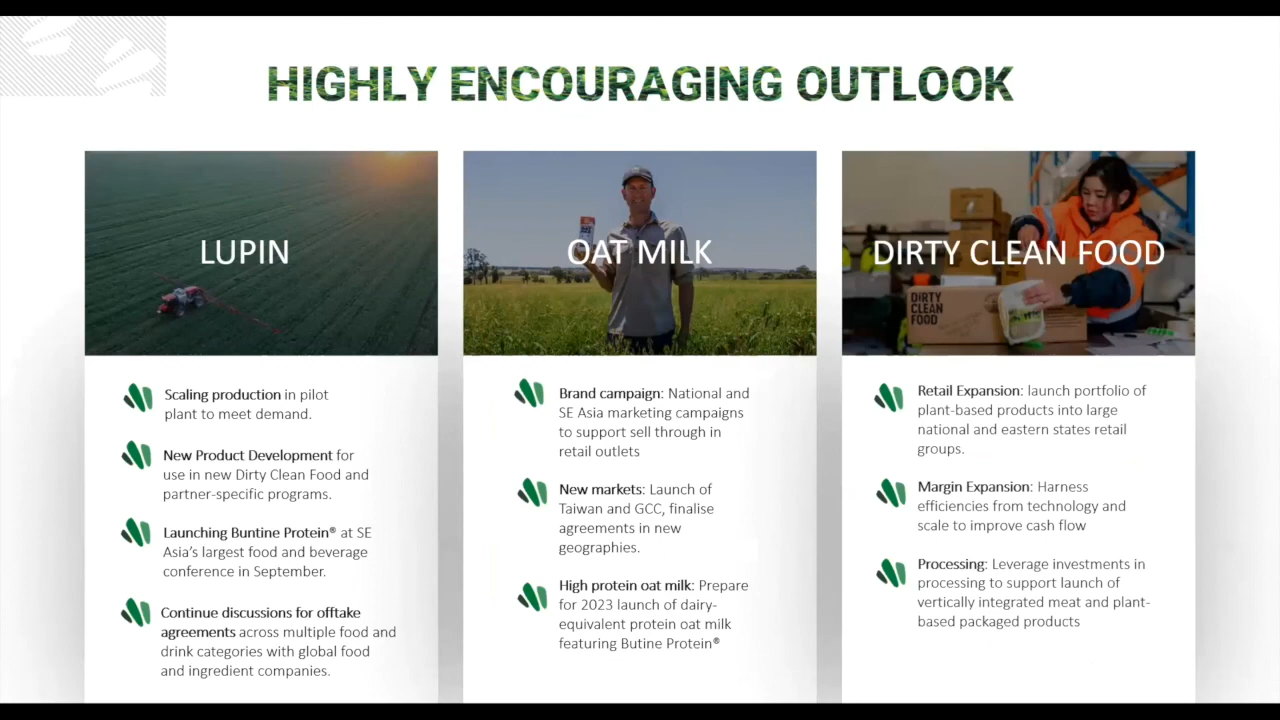 HIGHLY ENCOURAGING OUTLOOK
LUPIN
Scaling production in pilot
plant to meet demand.
New Product Development for
use in new Dirty Clean Food and
partner-specific programs.
Launching Buntine Protein® at SE
Asia's largest food and beverage
conference in September.
Continue discussions for offtake
agreements across multiple food and
drink categories with global food
and ingredient companies.
OAT MILK
Brand campaign: National and
SE Asia marketing campaigns
to support sell through in
retail outlets
New markets: Launch of
Taiwan and GCC, finalise
agreements in new
geographies.
High protein oat milk: Prepare
for 2023 launch of dairy-
equivalent protein oat milk
featuring Butine Protein®
DIRTY CLEAN FOOD
DIRTY
CLEAN
FOOD
Retail Expansion: launch portfolio of
plant-based products into large
national and eastern states retail
groups.
Margin Expansion: Harness
efficiencies from technology and
scale to improve cash flow
Processing: Leverage investments in
processing to support launch of
vertically integrated meat and plant-
based packaged products